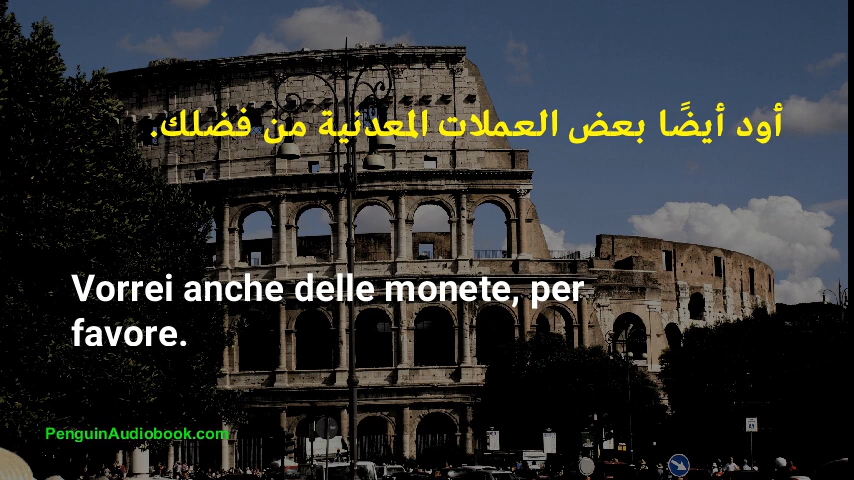 أود أيضًا بعض العملات المعدنية من فضلك.
Vorrei anche delle monete, per
favore.
PenguinAudiobook.com